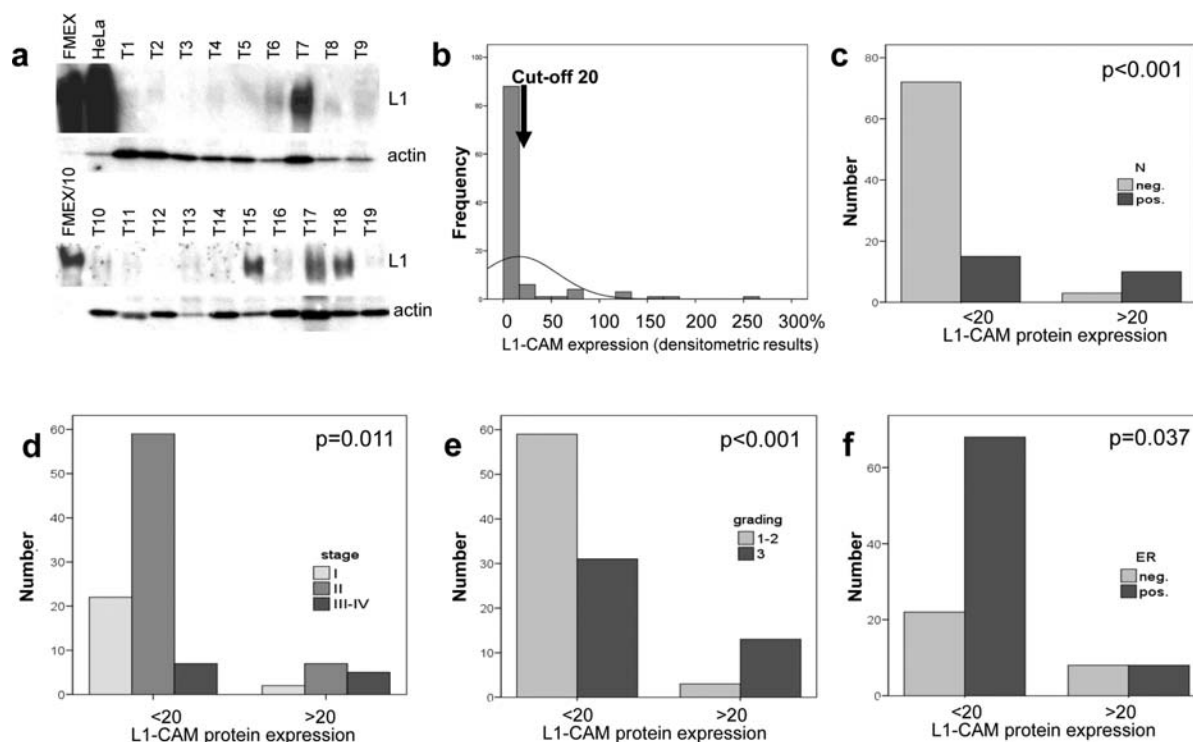 a
FMEX HeLa T1 T2 T3 T4 T5 T6 T7 T8 T9
L1
actin
FMEX/10 T10 T11 T12 T13 T14 T15 T16 T17 T18 T19
L1
actin
b
Cut-off 20
Frequency
100
80
60
40
20
0
0 50 100 150 200 250 300%
L1-CAM expression (densitometric results)
c
p<0.001
Number
80
60
40
20
0
N
neg.
pos.
<20 >20
L1-CAM protein expression
d
p=0.011
Number
60
50
40
30
20
10
0
stage
I
II
III-IV
<20 >20
L1-CAM protein expression
e
p<0.001
Number
60
50
40
30
20
10
0
grading
1-2
3
<20 >20
L1-CAM protein expression
f
p=0.037
Number
60
40
20
0
ER
neg.
pos.
<20 >20
L1-CAM protein expression